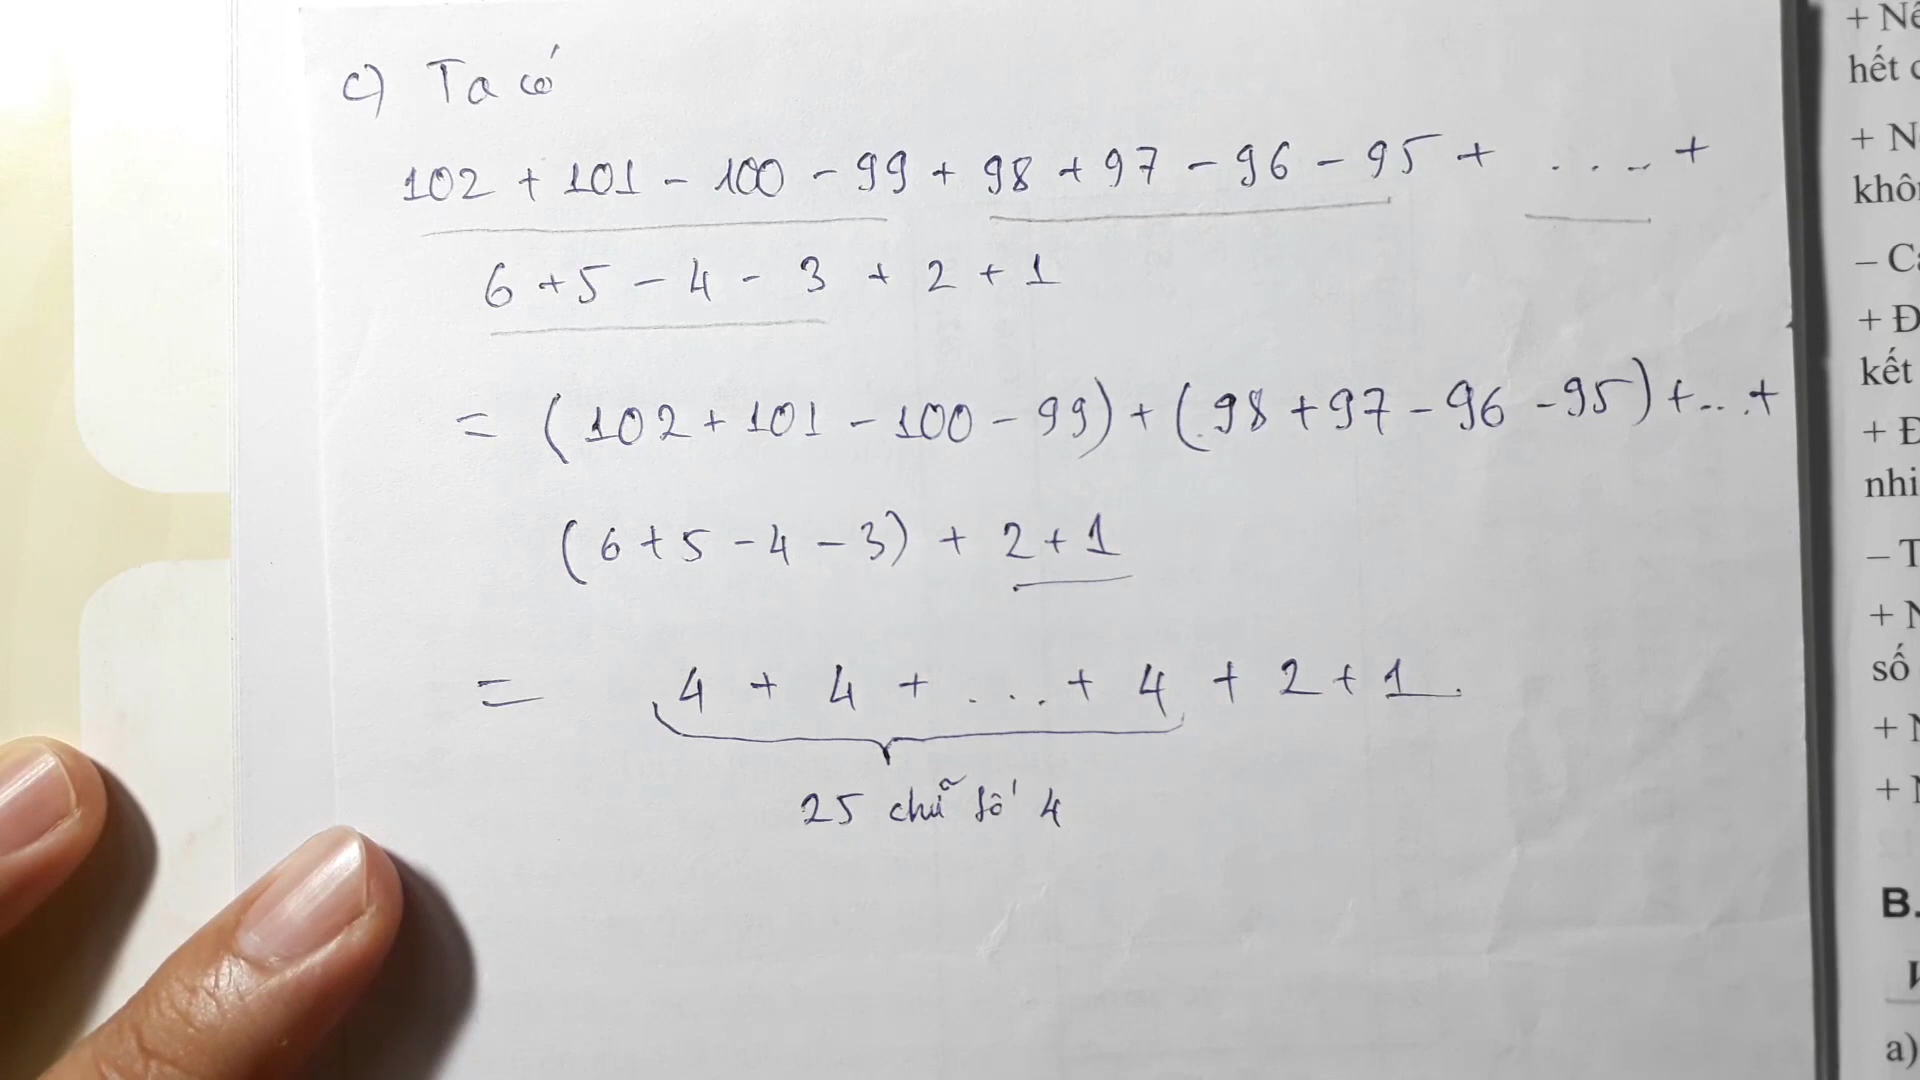 c) Ta có
102 + 101 - 100 - 99 + 98 + 97 - 96 - 95 + .... +
6 + 5 - 4 - 3 + 2 + 1
= (102 + 101 - 100 - 99) + (98 + 97 - 96 - 95) + ... +
(6 + 5 - 4 - 3) + 2 + 1
= 4 + 4 + ... + 4 + 2 + 1.
25 chữ số 4
+ Nế
hết c
+ N
khôn
– Cá
+ Đ
kết
+ Đ
nhi
– T
+ N
số
+ N
+ N
B.
a)